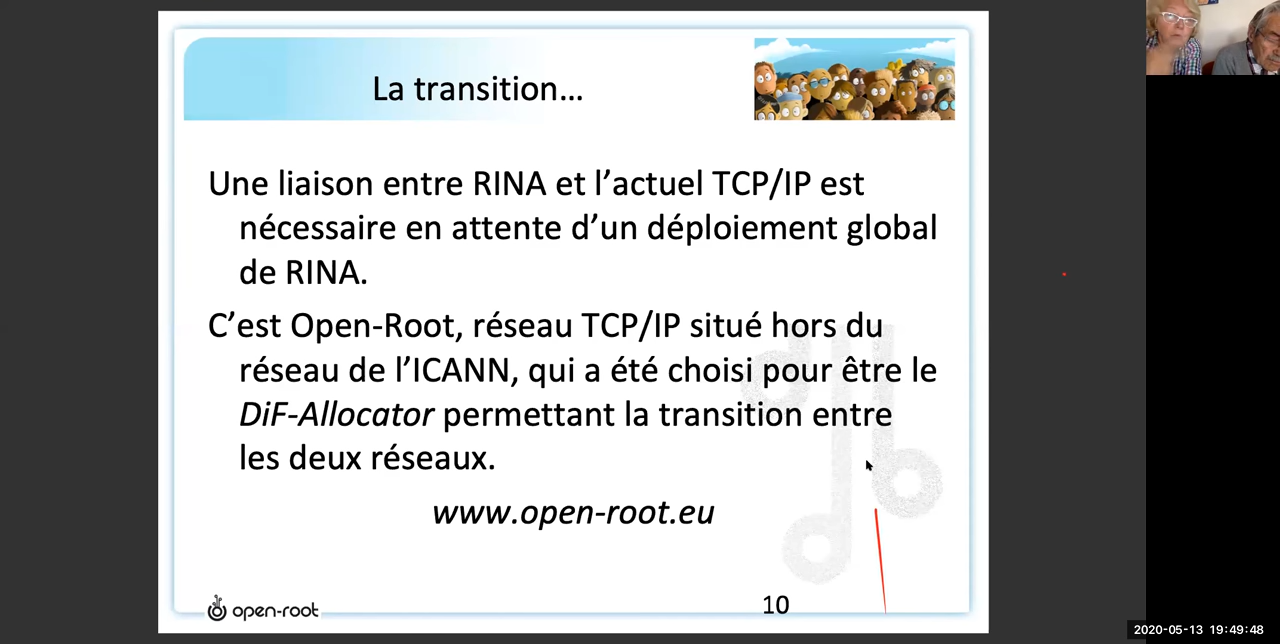 La transition...
Une liaison entre RINA et l’actuel TCP/IP est
nécessaire en attente d’un déploiement global
de RINA.
C’est Open-Root, réseau TCP/IP situé hors du
réseau de l’ICANN, qui a été choisi pour être le
DiF-Allocator permettant la transition entre
les deux réseaux.
www.open-root.eu
open-root
10
2020-05-13 19:49:48